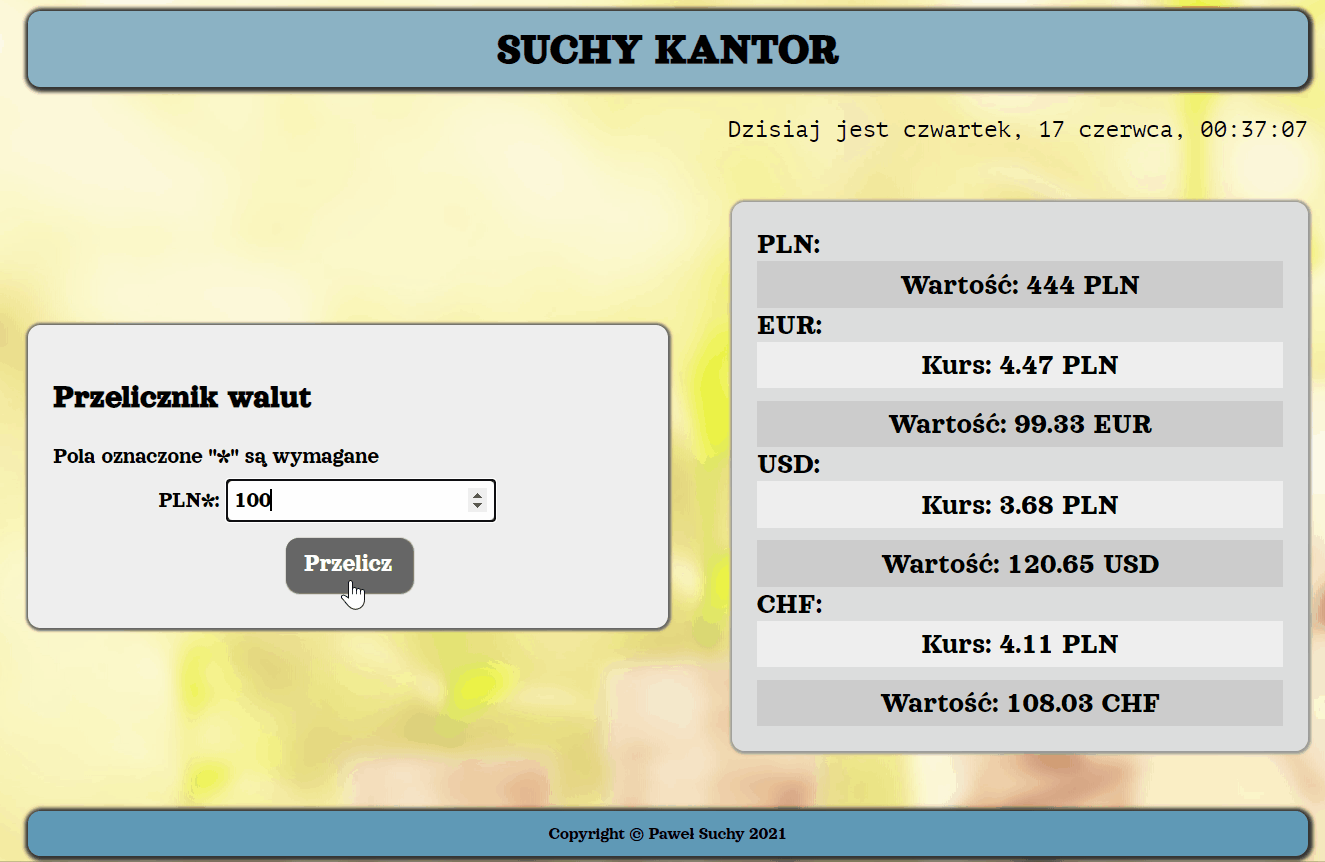 SUCHY KANTOR
Dzisiaj jest czwartek, 17 czerwca, 00:37:07
Przelicznik walut
Pola oznaczone "*" są wymagane
PLN*: 100
Przelicz
PLN:
Wartość: 444 PLN
EUR:
Kurs: 4.47 PLN
Wartość: 99.33 EUR
USD:
Kurs: 3.68 PLN
Wartość: 120.65 USD
CHF:
Kurs: 4.11 PLN
Wartość: 108.03 CHF
Copyright © Paweł Suchy 2021